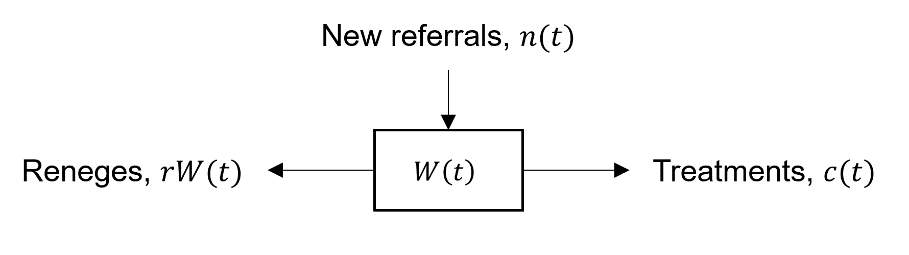 New referrals, n(t)
Reneges, rW(t)
W(t)
Treatments, c(t)